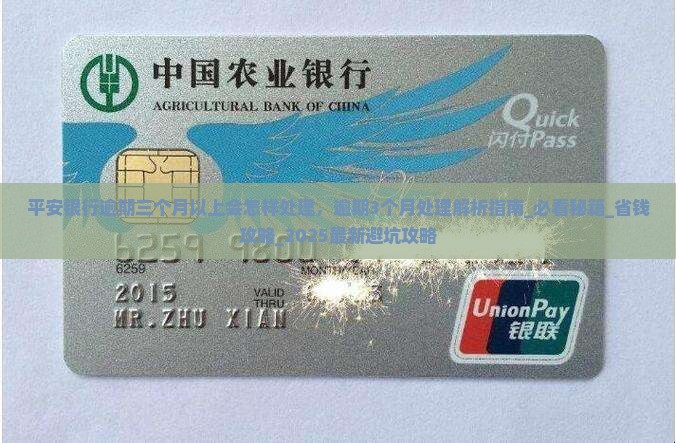 中国农业银行
AGRICULTURAL BANK OF CHINA
Quick
闪付Pass
平安银行逾期三个月以上会怎样处理，逾期3个月处理解析指南_必看秘籍_省钱
攻略_2025最新避坑攻略
6259
6259
2015
VALID
THRU
MR.ZHU XIAN
UnionPay
银联